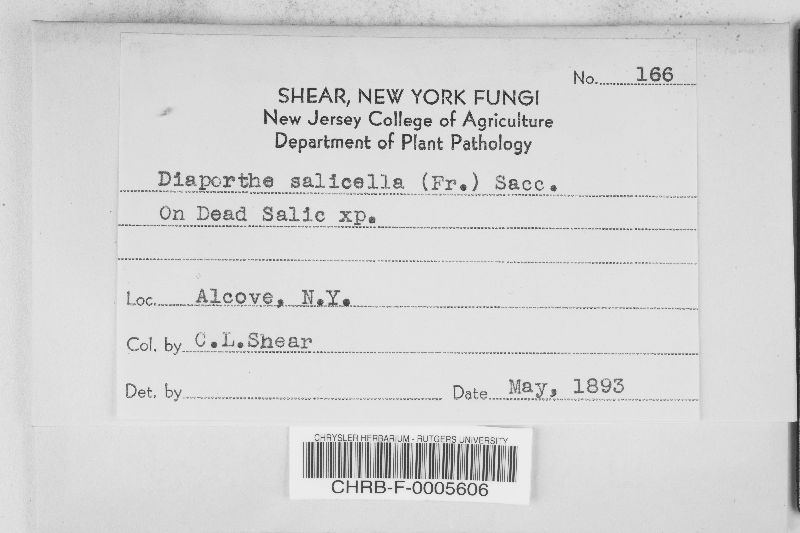 No. 166
SHEAR, NEW YORK FUNGI
New Jersey College of Agriculture
Department of Plant Pathology
Diaporthe salicella (Fr.) Sacc.
On Dead Salic xp.
Loc. Alcove, N.Y.
Col. by C.L.Shear
Det. by Date May, 1893
CHRYSLER HERBARIUM - RUTGERS UNIVERSITY
CHRB-F-0005606